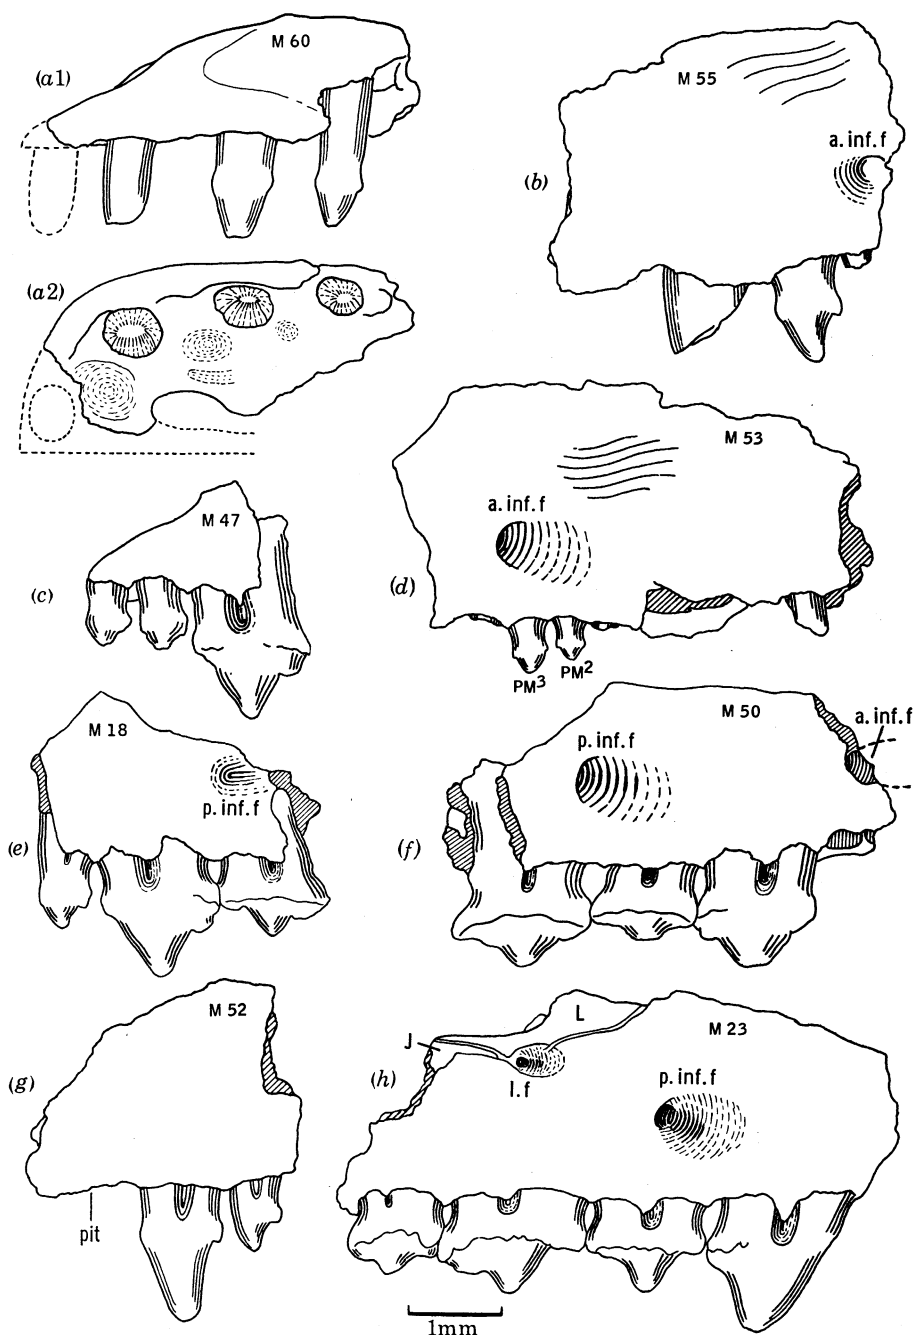 (a1)
M 60
(b)
M 55
a. inf. f
(a2)
(c)
M 47
(d)
M 53
a. inf. f
PM³
PM²
(e)
M 18
p. inf. f
(f)
M 50
p. inf. f
a. inf. f
(g)
M 52
pit
(h)
J
L
l. f
M 23
p. inf. f
1mm